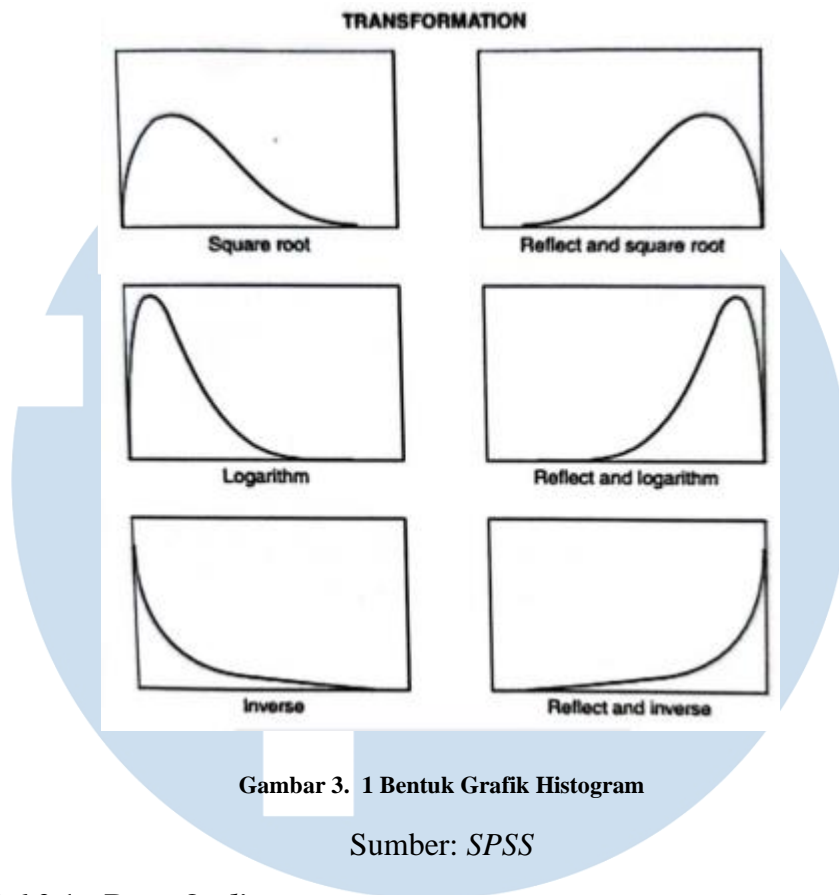 TRANSFORMATION
Square root
Reflect and square root
Logarithm
Reflect and logarithm
Inverse
Reflect and inverse
Gambar 3. 1 Bentuk Grafik Histogram
Sumber: SPSS